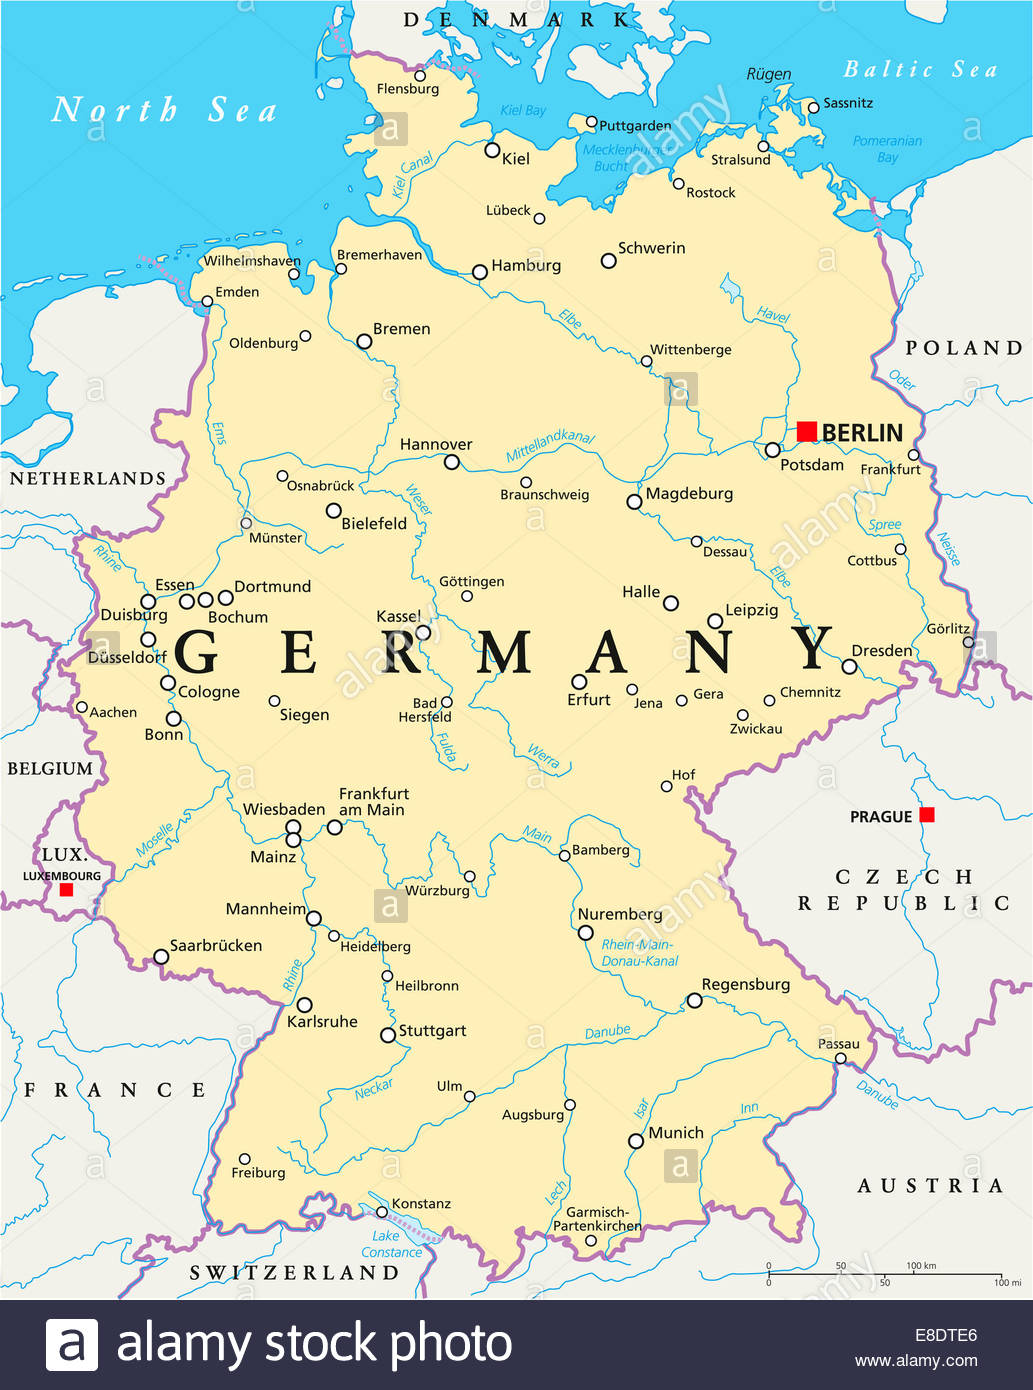 DENMARK
North Sea
Baltic Sea
Rügen
Sassnitz
Flensburg
Kiel Bay
Puttgarden
Mecklenburger
Bucht
Pomeranian
Bay
Kiel
Kiel Canal
Stralsund
Rostock
Lübeck
Schwerin
Hamburg
Wilhelmshaven
Bremerhaven
Emden
Elbe
Havel
Bremen
Oldenburg
Wittenberge
POLAND
Oder
Ems
Hannover
Mittellandkanal
BERLIN
Potsdam
Frankfurt
NETHERLANDS
Osnabrück
Weser
Braunschweig
Magdeburg
Bielefeld
Münster
Spree
Neisse
Rhine
Dessau
Cottbus
Elbe
Essen
Dortmund
Göttingen
Halle
Duisburg
Bochum
Kassel
Leipzig
Görlitz
GERMANY
Düsseldorf
Dresden
Cologne
Aachen
Siegen
Bad
Hersfeld
Erfurt
Jena
Gera
Chemnitz
Bonn
Zwickau
Fulda
Werra
BELGIUM
Hof
Frankfurt
am Main
Wiesbaden
PRAGUE
Moselle
Main
Mainz
Bamberg
LUX.
LUXEMBOURG
Würzburg
CZECH
REPUBLIC
Mannheim
Nuremberg
Saarbrücken
Heidelberg
Rhein-Main-
Donau-Kanal
Rhine
Heilbronn
Regensburg
Karlsruhe
Stuttgart
Danube
Passau
FRANCE
Neckar
Ulm
Augsburg
Isar
Inn
Danube
Munich
Freiburg
Lech
AUSTRIA
Konstanz
Garmisch-
Partenkirchen
Lake
Constance
SWITZERLAND
0 50 100 km
0 50 100 mi
a alamy stock photo
E8DTE6
www.alamy.com